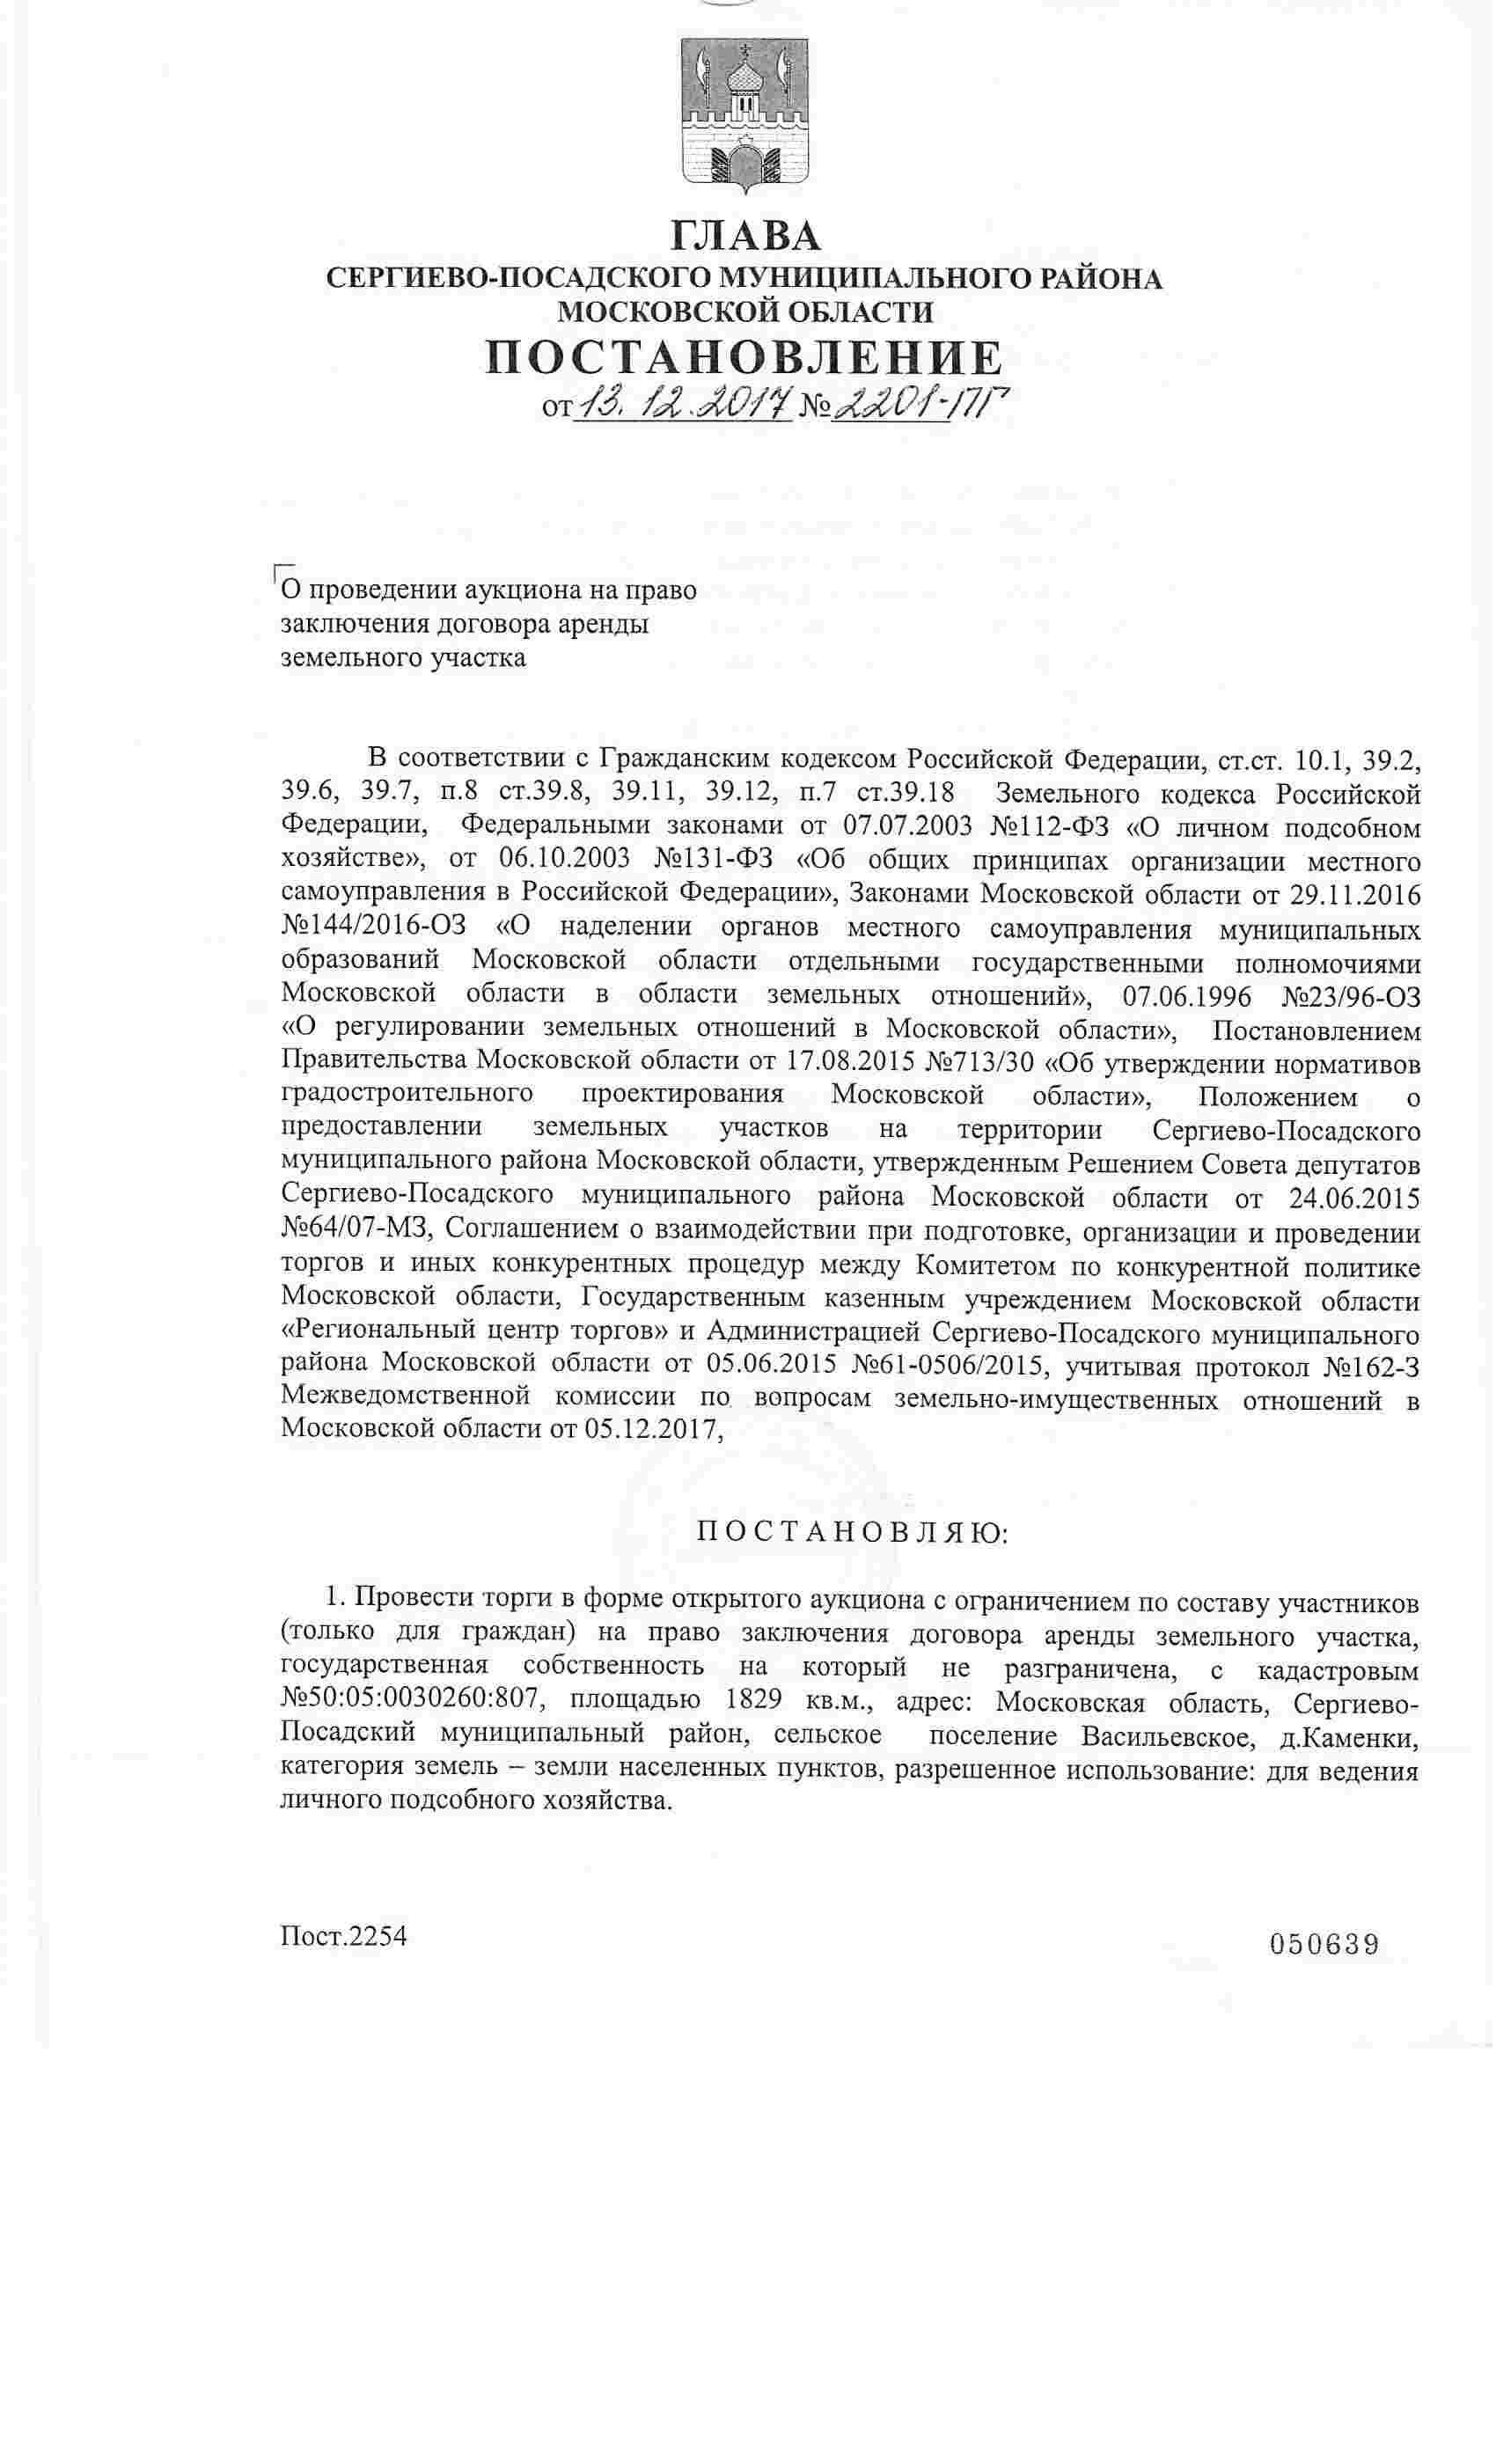 ГЛАВА
СЕРГИЕВО-ПОСАДСКОГО МУНИЦИПАЛЬНОГО РАЙОНА
МОСКОВСКОЙ ОБЛАСТИ
ПОСТАНОВЛЕНИЕ
от 13.12.2017 № 2201-ПГ
О проведении аукциона на право
заключения договора аренды
земельного участка
В соответствии с Гражданским кодексом Российской Федерации, ст.ст. 10.1, 39.2,
39.6, 39.7, п.8 ст.39.8, 39.11, 39.12, п.7 ст.39.18 Земельного кодекса Российской
Федерации, Федеральными законами от 07.07.2003 №112-ФЗ «О личном подсобном
хозяйстве», от 06.10.2003 №131-ФЗ «Об общих принципах организации местного
самоуправления в Российской Федерации», Законами Московской области от 29.11.2016
№144/2016-ОЗ «О наделении органов местного самоуправления муниципальных
образований Московской области отдельными государственными полномочиями
Московской области в области земельных отношений», 07.06.1996 №23/96-ОЗ
«О регулировании земельных отношений в Московской области», Постановлением
Правительства Московской области от 17.08.2015 №713/30 «Об утверждении нормативов
градостроительного проектирования Московской области», Положением о
предоставлении земельных участков на территории Сергиево-Посадского
муниципального района Московской области, утвержденным Решением Совета депутатов
Сергиево-Посадского муниципального района Московской области от 24.06.2015
№64/07-МЗ, Соглашением о взаимодействии при подготовке, организации и проведении
торгов и иных конкурентных процедур между Комитетом по конкурентной политике
Московской области, Государственным казенным учреждением Московской области
«Региональный центр торгов» и Администрацией Сергиево-Посадского муниципального
района Московской области от 05.06.2015 №61-0506/2015, учитывая протокол №162-З
Межведомственной комиссии по вопросам земельно-имущественных отношений в
Московской области от 05.12.2017,
П О С Т А Н О В Л Я Ю:
1. Провести торги в форме открытого аукциона с ограничением по составу участников
(только для граждан) на право заключения договора аренды земельного участка,
государственная собственность на который не разграничена, с кадастровым
№50:05:0030260:807, площадью 1829 кв.м., адрес: Московская область, Сергиево-
Посадский муниципальный район, сельское поселение Васильевское, д.Каменки,
категория земель – земли населенных пунктов, разрешенное использование: для ведения
личного подсобного хозяйства.
Пост.2254
050639